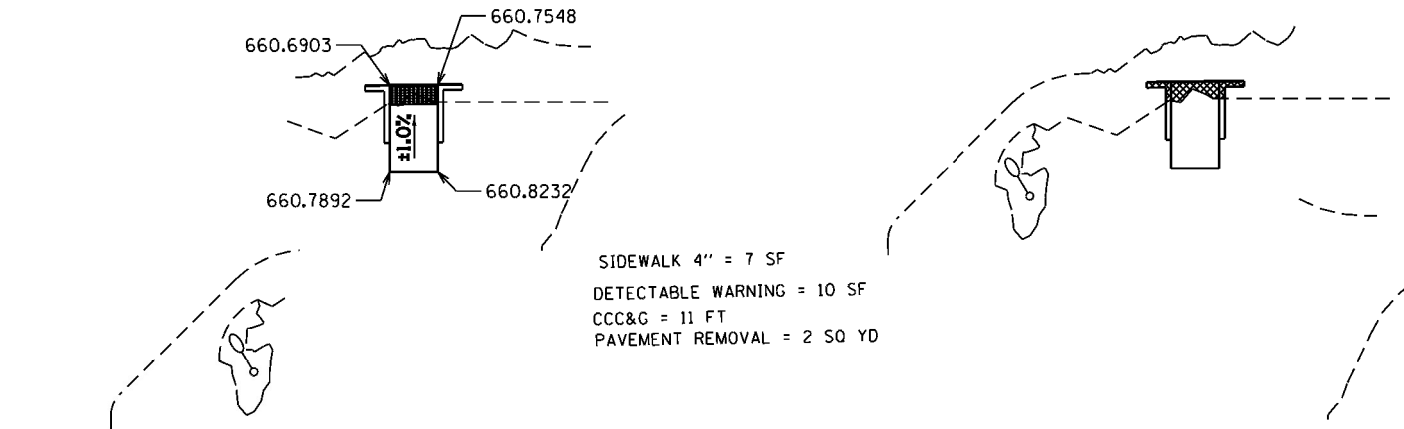 660.7548
660.6903
±1.0%
660.7892
660.8232
SIDEWALK 4" = 7 SF
DETECTABLE WARNING = 10 SF
CCC&G = 11 FT
PAVEMENT REMOVAL = 2 SQ YD